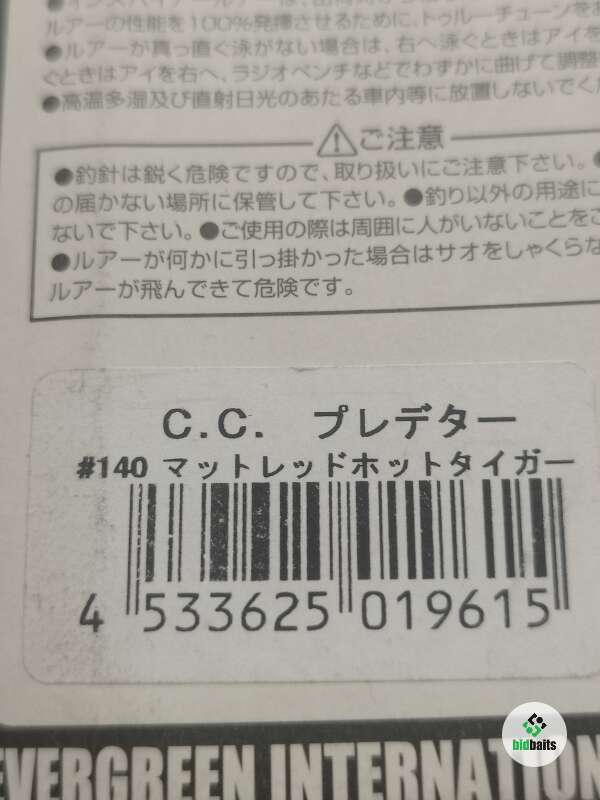 ルアーの性能を100%発揮させるために、トゥルーチューンを
●ルアーが真っ直ぐ泳がない場合は、右へ泳ぐときはアイを
ぐときはアイを右へ、ラジオペンチなどでわずかに曲げて調整
●高温多湿及び直射日光のあたる車内等に放置しないでくだ
⚠ご注意
●釣針は鋭く危険ですので、取り扱いにご注意下さい。●
の届かない場所に保管して下さい。●釣り以外の用途に
ないで下さい。●ご使用の際は周囲に人がいないことをご
●ルアーが何かに引っ掛かった場合はサオをしゃくらな
ルアーが飛んできて危険です。
C.C. プレデター
#140 マットレッドホットタイガー
4 533625 019615
EVERGREEN INTERNATION
bidbaits